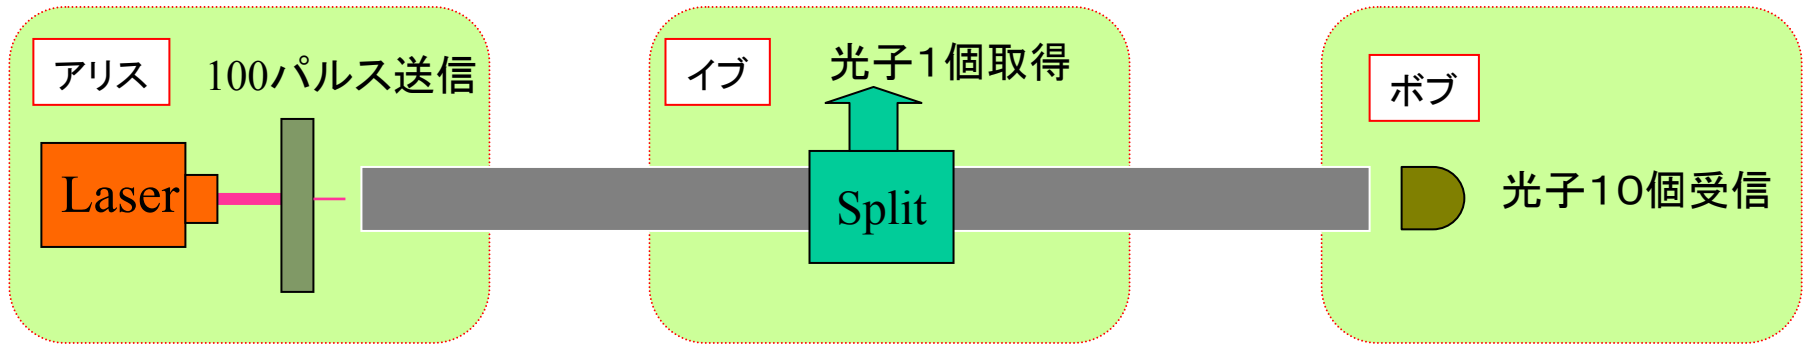 アリス
100パルス送信
Laser
イブ
光子１個取得
Split
ボブ
光子１０個受信